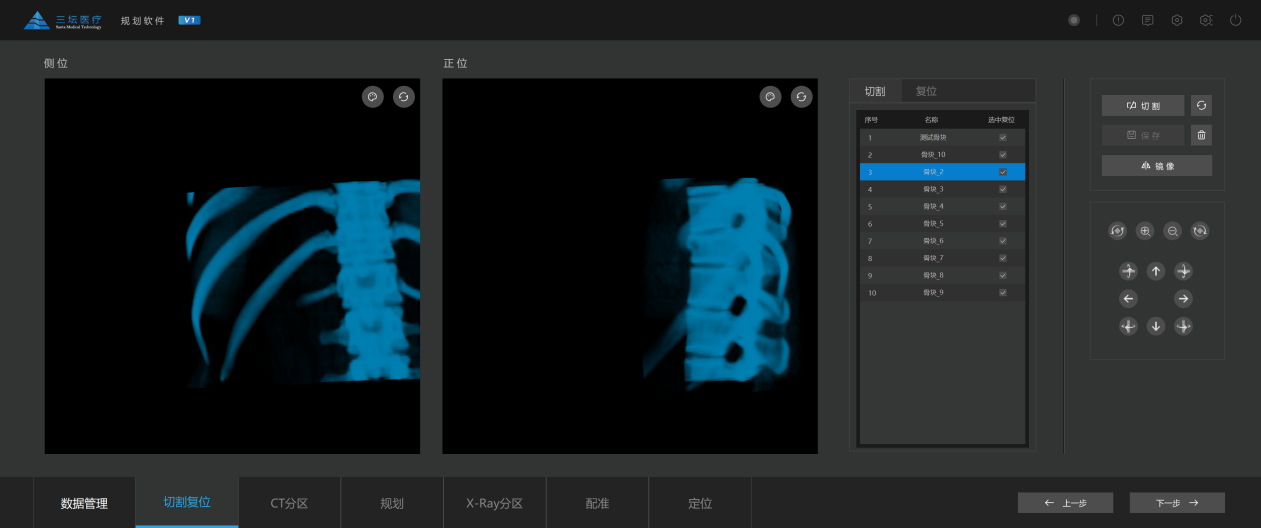 三坛医疗
Santa Medical Technology
规划软件
V1
侧位
正位
切割 复位
序号 名称 选中复位
1 测试骨块
2 骨块_10
3 骨块_2
4 骨块_3
5 骨块_4
6 骨块_5
7 骨块_6
8 骨块_7
9 骨块_8
10 骨块_9
切割
保存
镜像
数据管理 切割复位 CT分区 规划 X-Ray分区 配准 定位
上一步 下一步